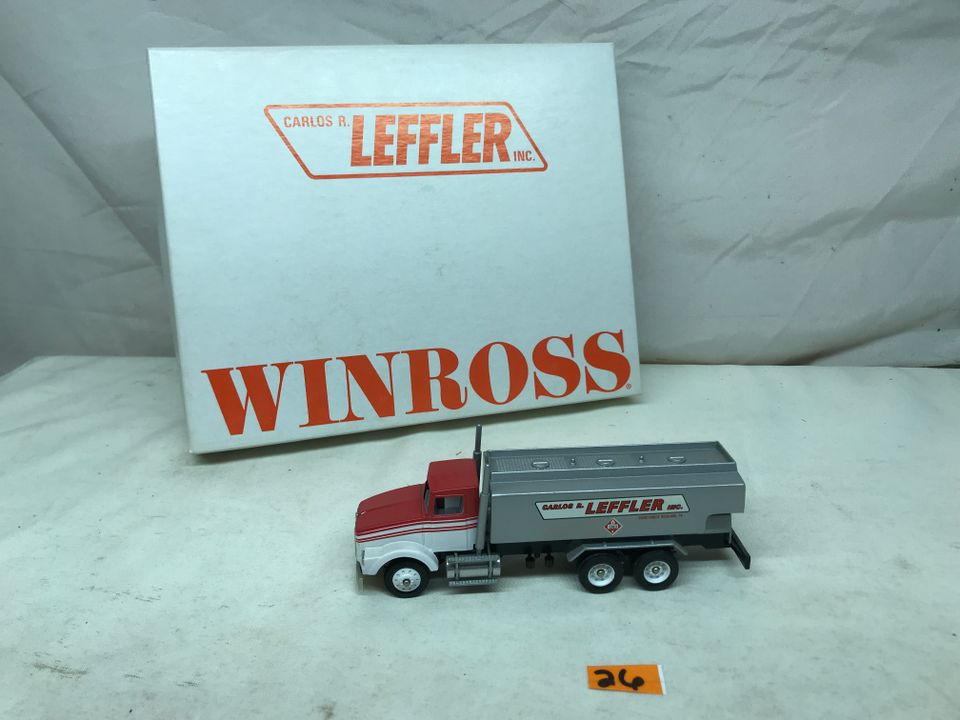 CARLOS R. LEFFLER INC.
WINROSS®
CARLOS R. LEFFLER INC.
26